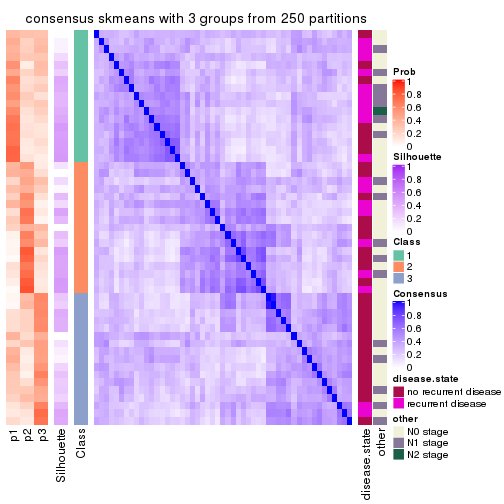 consensus skmeans with 3 groups from 250 partitions
Prob
1
0.8
0.6
0.4
0.2
0
Silhouette
1
0.8
0.6
0.4
0.2
0
Class
1
2
3
Consensus
1
0.8
0.6
0.4
0.2
0
disease.state
no recurrent disease
recurrent disease
other
N0 stage
N1 stage
N2 stage
p1
p2
p3
Silhouette
Class
disease.state
other